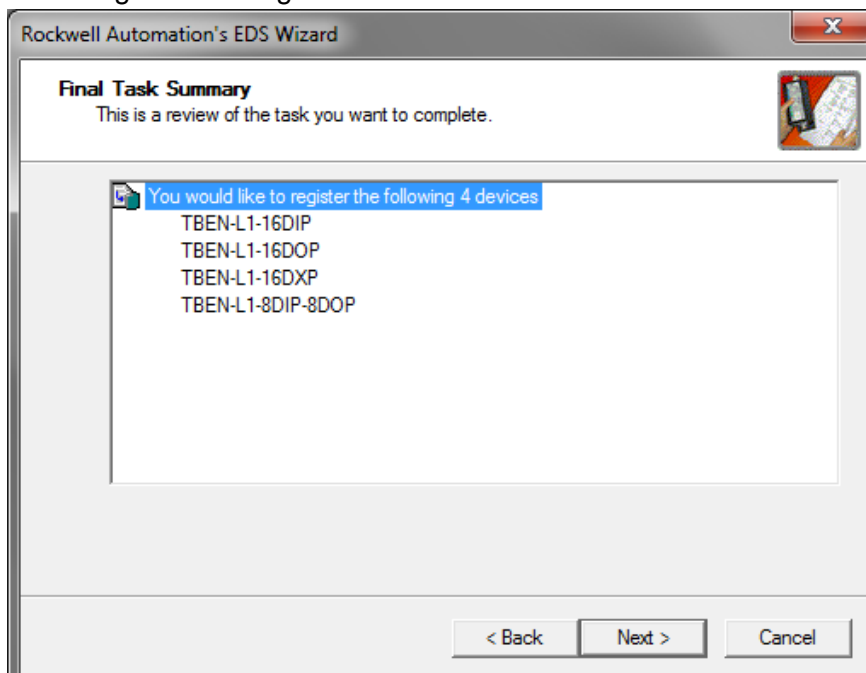 Rockwell Automation's EDS Wizard
Final Task Summary
This is a review of the task you want to complete.
You would like to register the following 4 devices
TBEN-L1-16DIP
TBEN-L1-16DOP
TBEN-L1-16DXP
TBEN-L1-8DIP-8DOP
< Back Next > Cancel